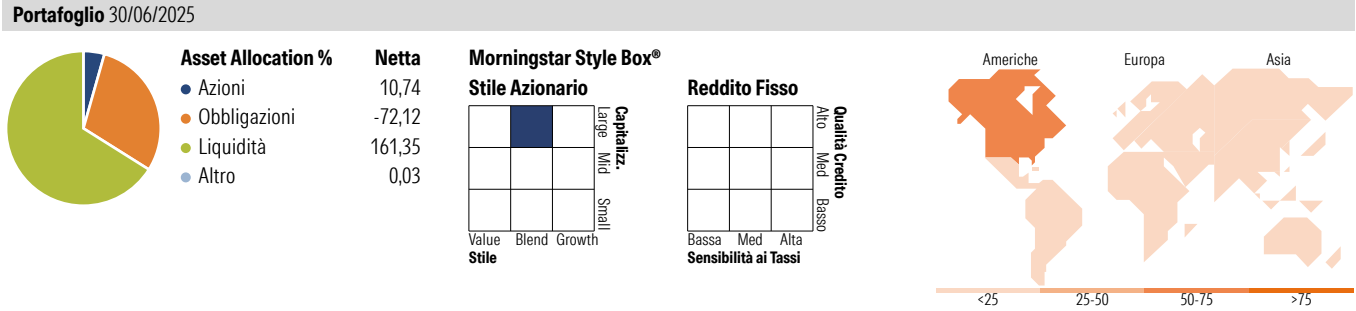 Portafoglio 30/06/2025
Asset Allocation % Netta
Azioni 10,74
Obbligazioni -72,12
Liquidità 161,35
Altro 0,03
Morningstar Style Box®
Stile Azionario
Large Mid Small
Capitalizz.
Value Blend Growth
Stile
Reddito Fisso
Alto Med Basso
Qualità Credito
Bassa Med Alta
Sensibilità ai Tassi
Americhe Europa Asia
<25 25-50 50-75 >75